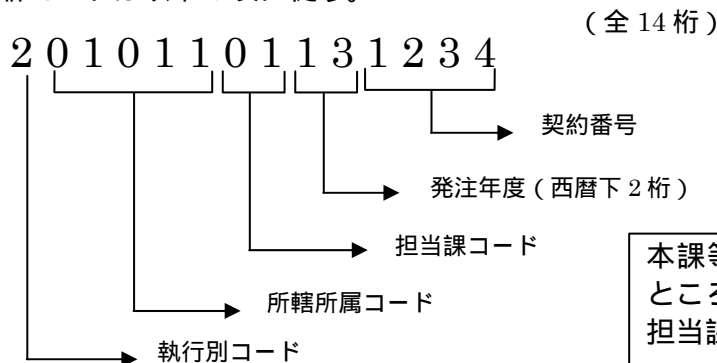 (全 14 桁)
2 0 1 0 1 1 0 1 1 3 1 2 3 4
契約番号
発注年度(西暦下 2 桁)
担当課コード
所轄所属コード
執行別コード
本課等
ところ
担当課